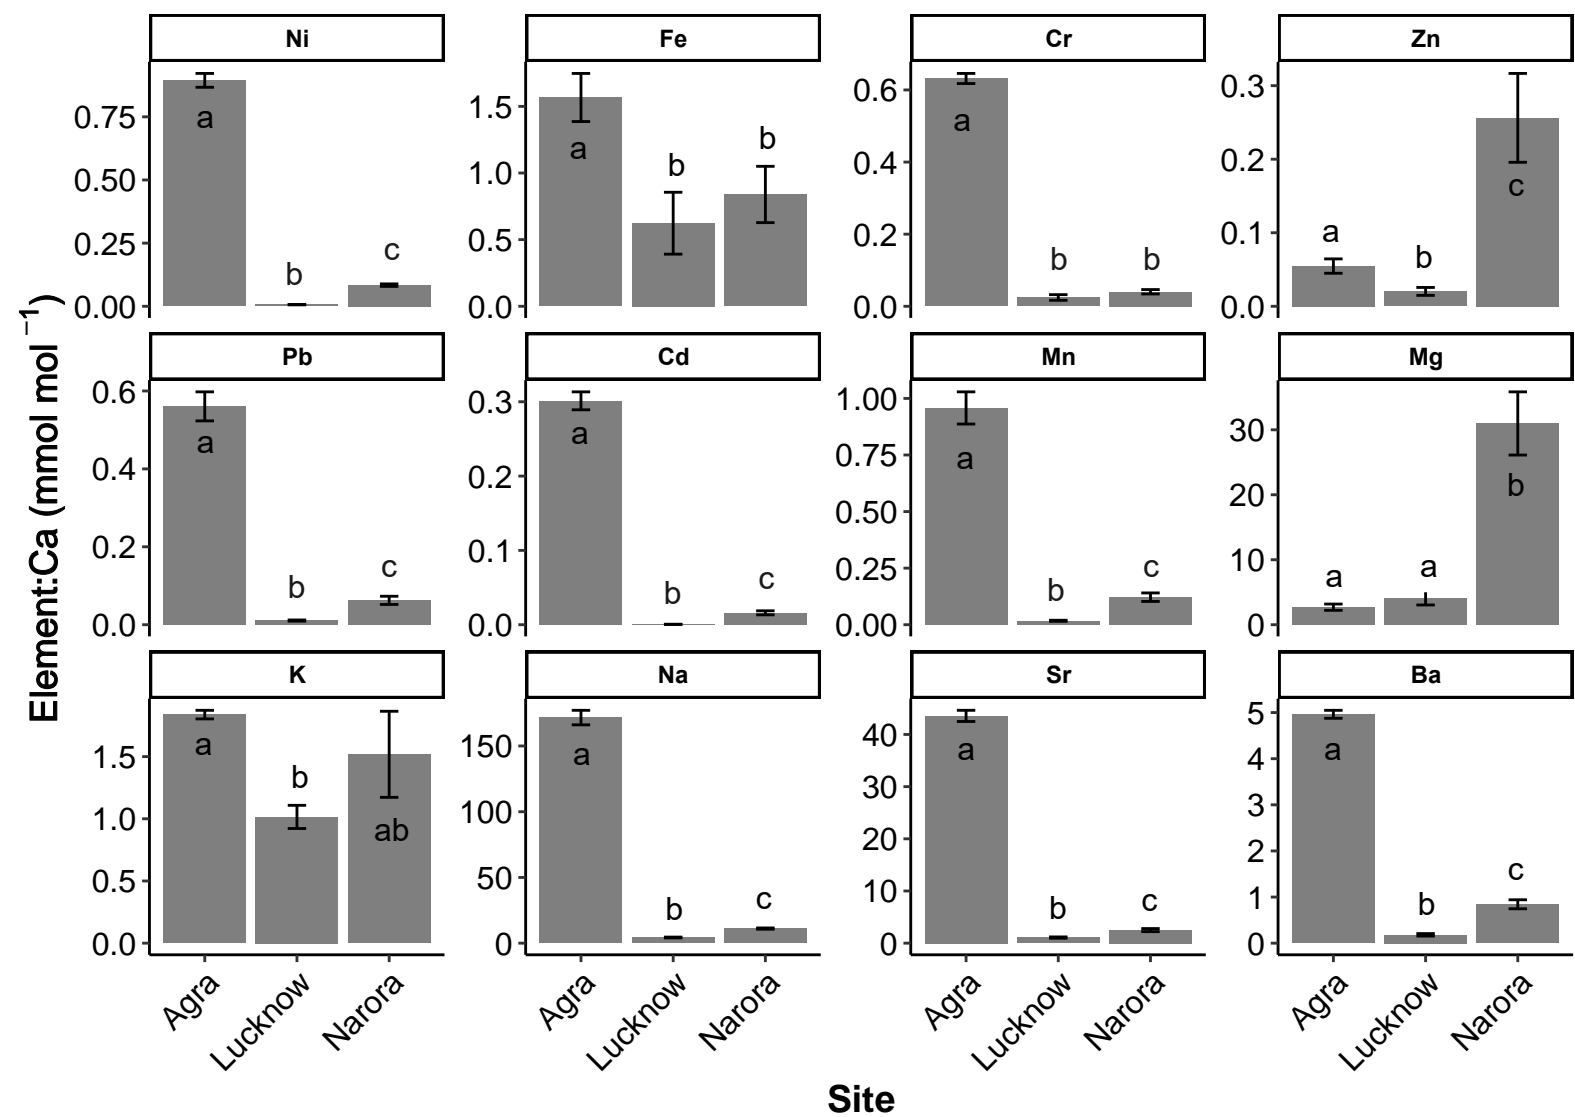 Ni Fe Cr Zn
0.75 0.50 0.25 0.00 a b c
1.5 1.0 0.5 0.0 a b b
0.6 0.4 0.2 0.0 a b b
0.3 0.2 0.1 0.0 a b c
Pb Cd Mn Mg
0.6 0.4 0.2 0.0 a b c
0.3 0.2 0.1 0.0 a b c
1.00 0.75 0.50 0.25 0.00 a b c
30 20 10 0 a a b
K Na Sr Ba
1.5 1.0 0.5 0.0 a b ab
150 100 50 0 a b c
40 30 20 10 0 a b c
5 4 3 2 1 0 a b c
Agra Lucknow Narora Agra Lucknow Narora Agra Lucknow Narora Agra Lucknow Narora
Element:Ca (mmol mol⁻¹)
Site